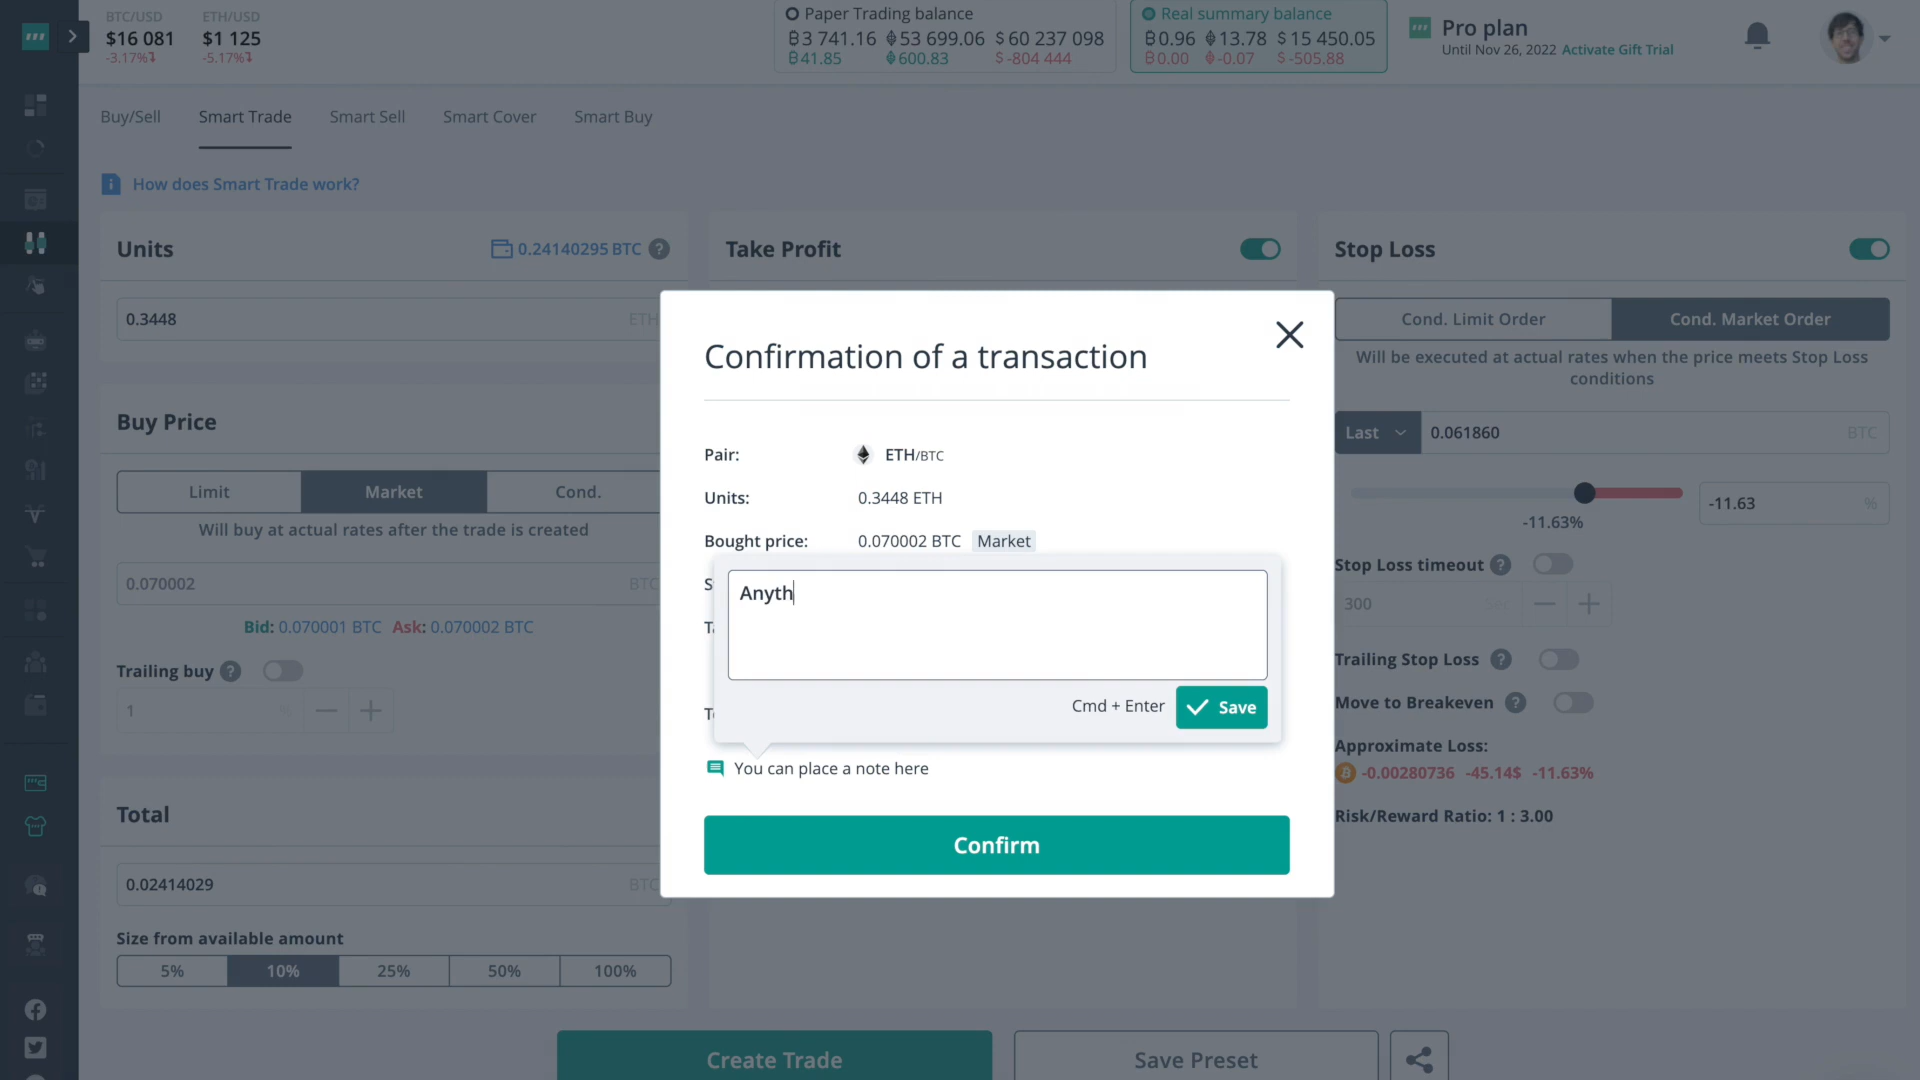 BTC/USD
$16 081
-3.17%
ETH/USD
$1 125
-5.17%
Paper Trading balance
₿3 741.16 53 699.06 $60 237 098
₿41.85 600.83 $-804 444
Real summary balance
₿0.96 13.78 $15 450.05
₿0.00 -0.07 $-505.88
Pro plan
Until Nov 26, 2022 Activate Gift Trial
Buy/Sell
Smart Trade
Smart Sell
Smart Cover
Smart Buy
How does Smart Trade work?
Units
0.24140295 BTC
0.3448
ETH
Buy Price
Limit
Market
Cond.
Will buy at actual rates after the trade is created
0.070002
BTC
Bid: 0.070001 BTC Ask: 0.070002 BTC
Trailing buy
1
%
Total
0.02414029
BTC
Size from available amount
5%
10%
25%
50%
100%
Take Profit
Confirmation of a transaction
Pair: ETH/BTC
Units: 0.3448 ETH
Bought price: 0.070002 BTC Market
Anyth
Cmd + Enter
Save
You can place a note here
Confirm
Stop Loss
Cond. Limit Order
Cond. Market Order
Will be executed at actual rates when the price meets Stop Loss
conditions
Last
0.061860
BTC
-11.63%
-11.63
%
Stop Loss timeout
300
Trailing Stop Loss
Move to Breakeven
Approximate Loss:
-0.00280736 -45.14$ -11.63%
Risk/Reward Ratio: 1 : 3.00
Create Trade
Save Preset